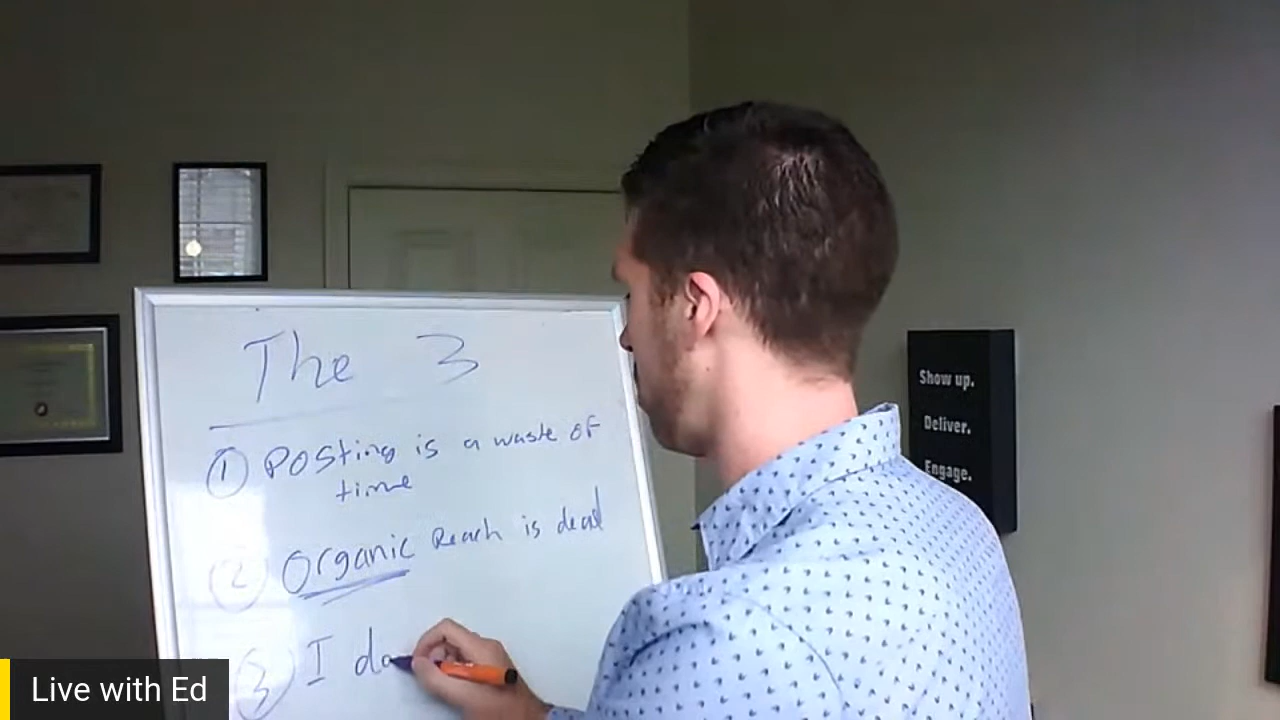 The 3
① Posting is a waste of
time
② Organic Reach is dead
③ I do
Show up.
Deliver.
Engage.
Live with Ed